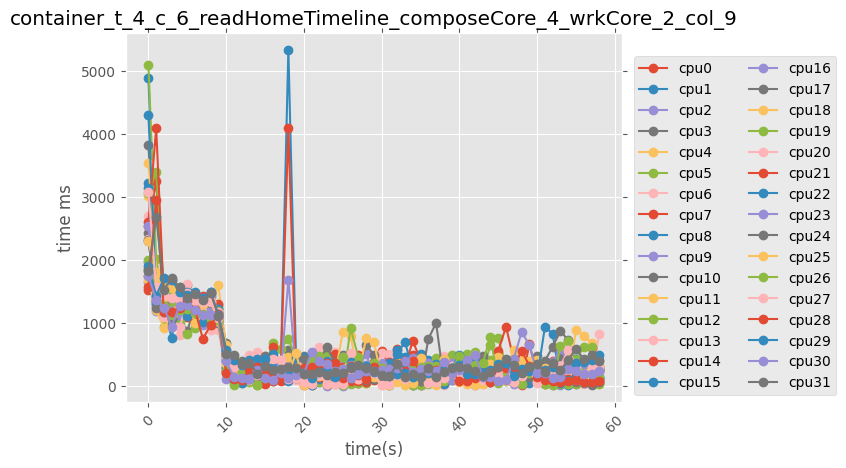 container_t_4_c_6_readHomeTimeline_composeCore_4_wrkCore_2_col_9
time ms
5000
4000
3000
2000
1000
0
0
10
20
30
40
50
60
time(s)
cpu0
cpu1
cpu2
cpu3
cpu4
cpu5
cpu6
cpu7
cpu8
cpu9
cpu10
cpu11
cpu12
cpu13
cpu14
cpu15
cpu16
cpu17
cpu18
cpu19
cpu20
cpu21
cpu22
cpu23
cpu24
cpu25
cpu26
cpu27
cpu28
cpu29
cpu30
cpu31